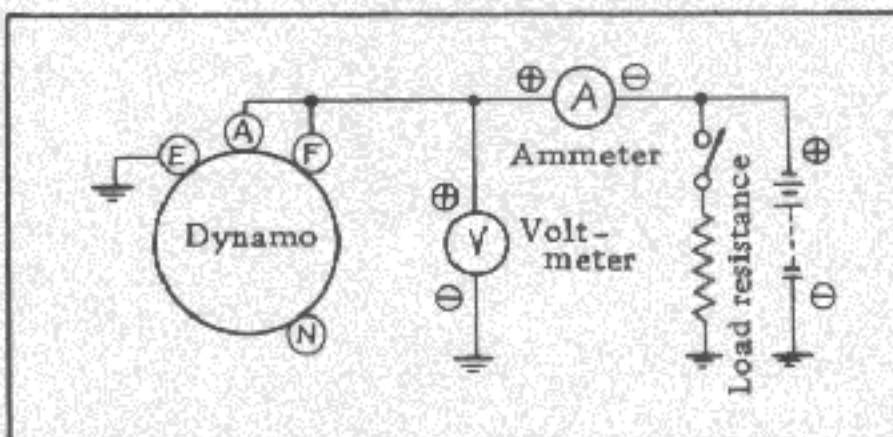 ⊕ A ⊖
A
E F
Ammeter
⊕ ⊕
Dynamo V Volt-
meter
⊖ ⊖
N
Load resistance